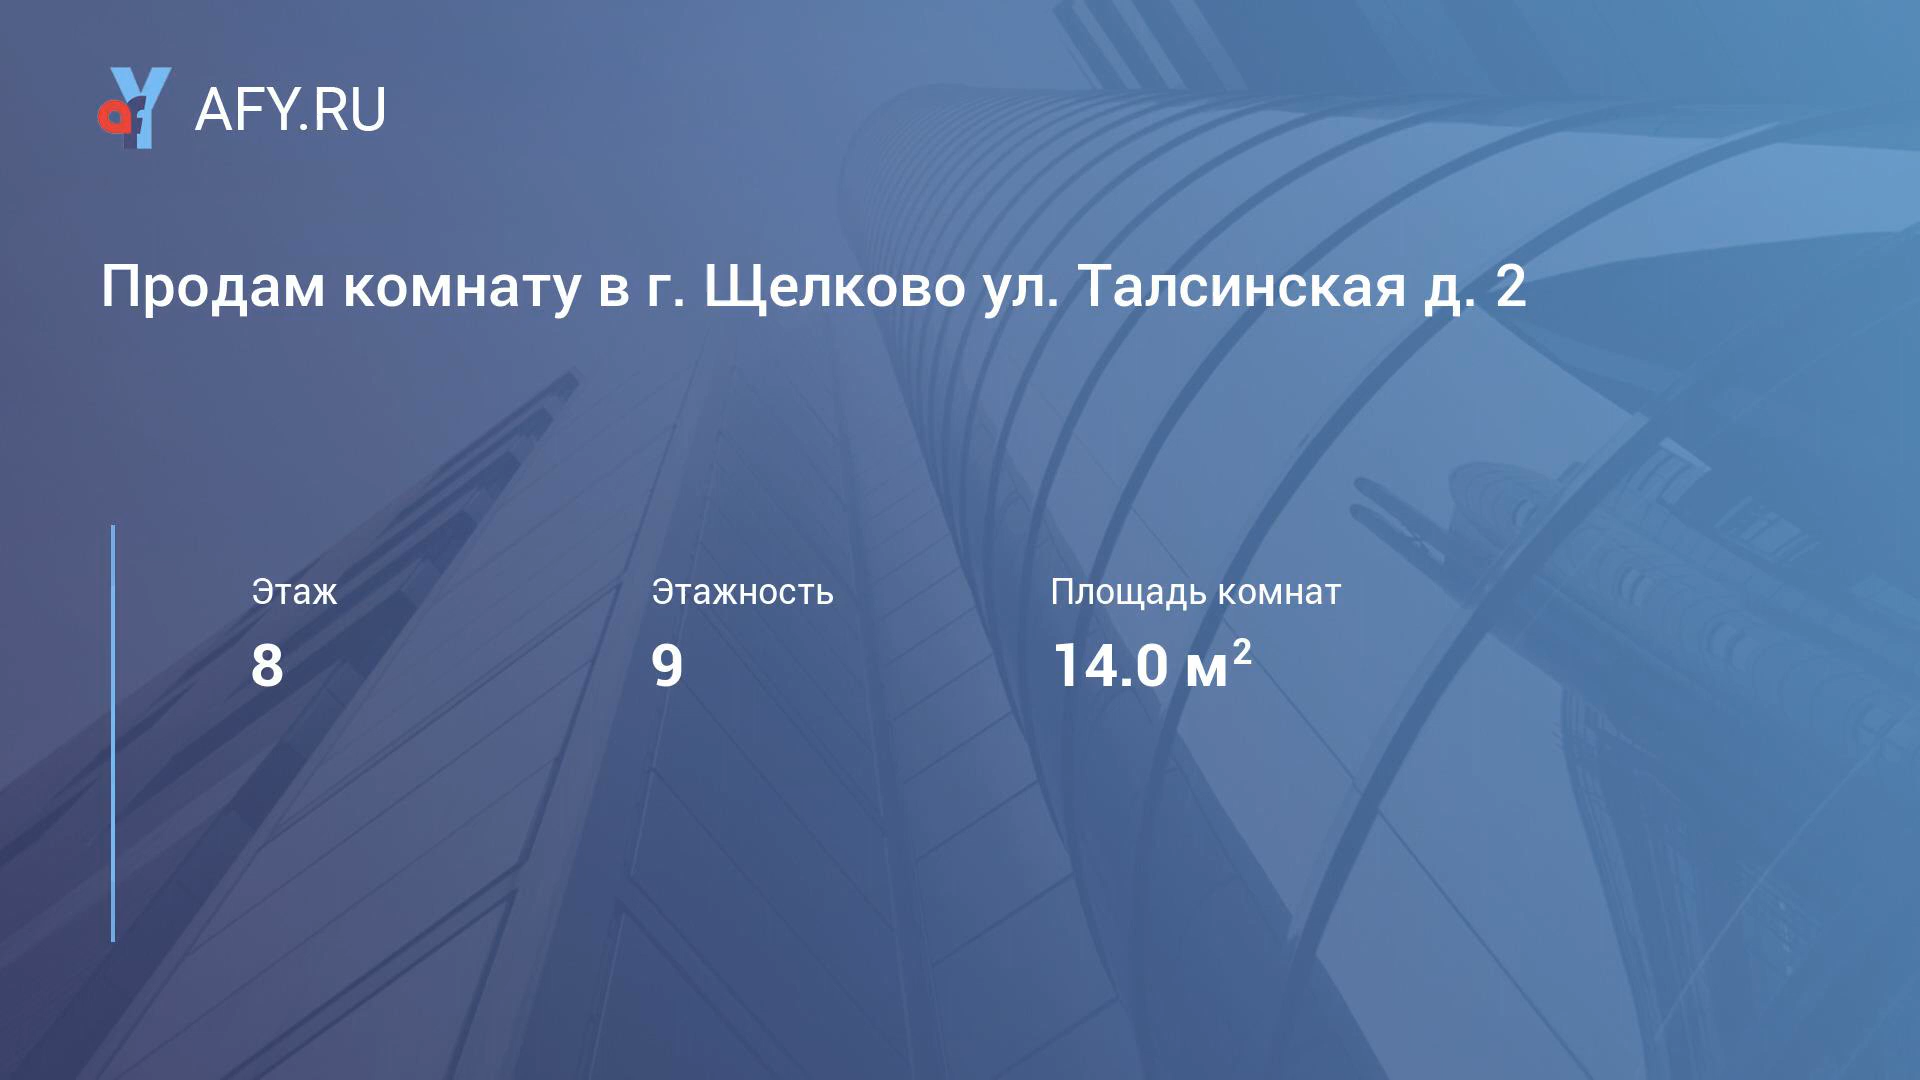 AFY.RU
Продам комнату в г. Щелково ул. Талсинская д. 2
Этаж
8
Этажность
9
Площадь комнат
14.0 м²